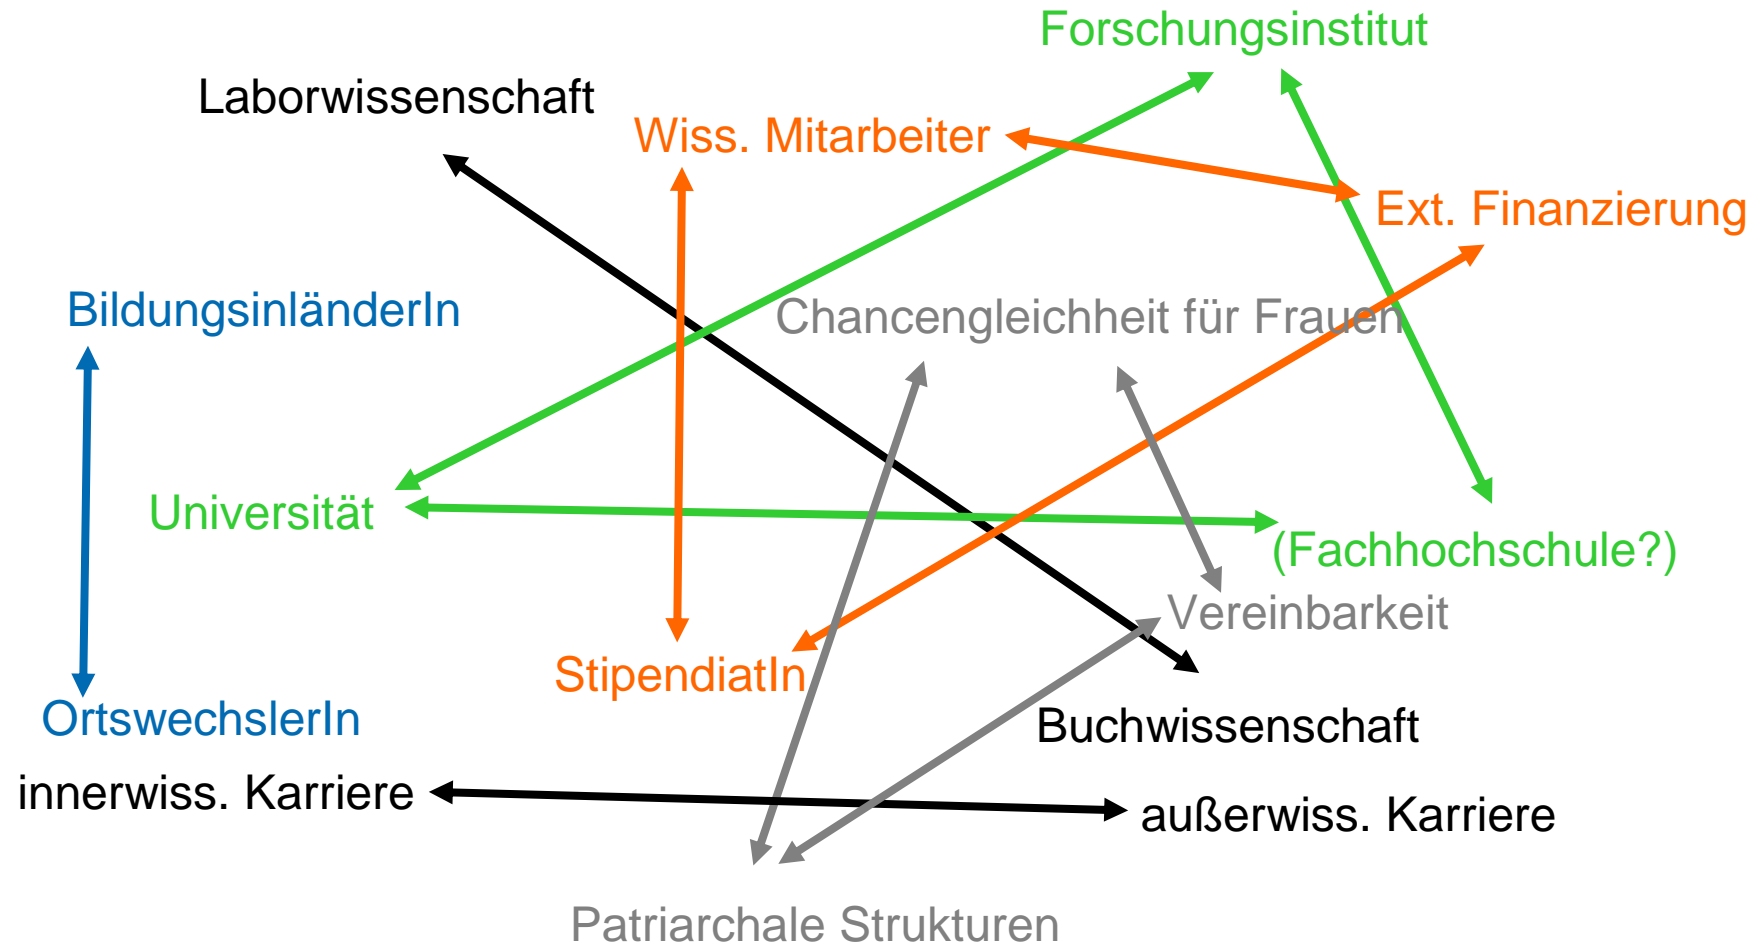 Forschungsinstitut
Laborwissenschaft
Wiss. Mitarbeiter
Ext. Finanzierung
BildungsinländerIn
Chancengleichheit für Frauen
Universität
(Fachhochschule?)
Vereinbarkeit
StipendiatIn
OrtswechslerIn
Buchwissenschaft
innerwiss. Karriere
außerwiss. Karriere
Patriarchale Strukturen